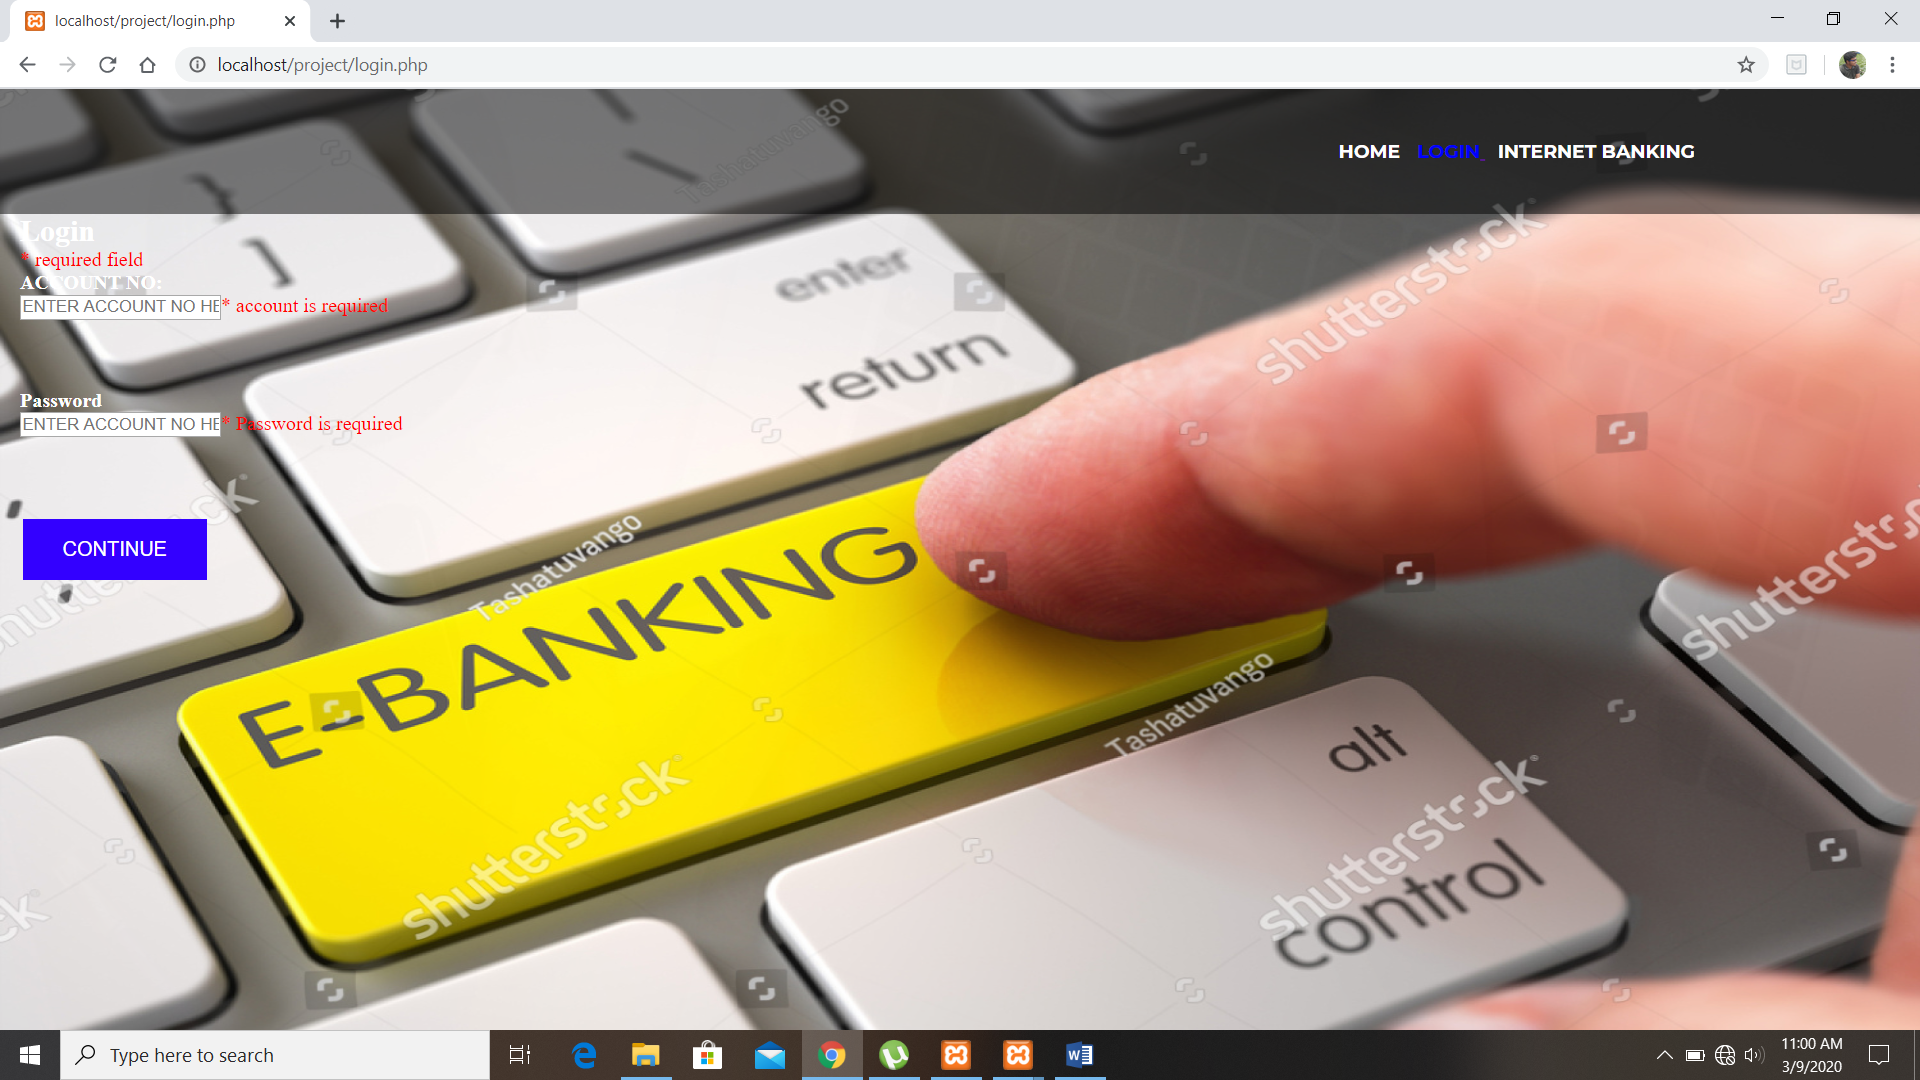 localhost/project/login.php
localhost/project/login.php
HOME LOGIN INTERNET BANKING
Login
* required field
ACCOUNT NO:
ENTER ACCOUNT NO HE* account is required
Password
ENTER ACCOUNT NO HE* Password is required
CONTINUE
}
]
enter
return
E-BANKING
alt
control
Tashatuvango
shutterstock
shutterstock
Tashatuvango
shutterstock
Tashatuvango
shutterstock
shutterstock
Type here to search
11:00 AM
3/9/2020